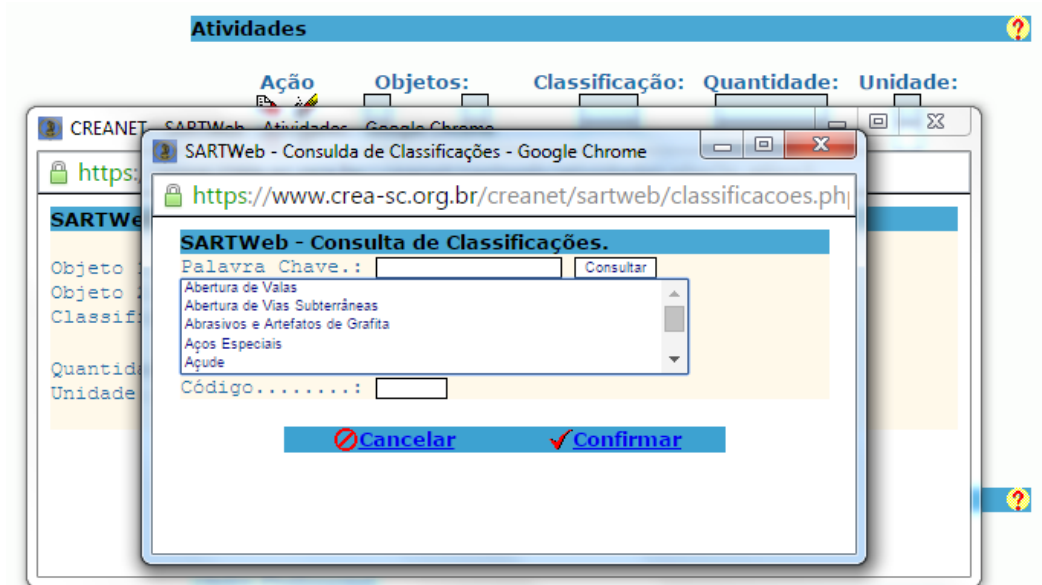 Atividades
Ação Objetos: Classificação: Quantidade: Unidade:
CREANET - SARTWeb - Atividades - Google Chrome
SARTWeb - Consulda de Classificações - Google Chrome
https:
https://www.crea-sc.org.br/creanet/sartweb/classificacoes.ph
SARTWe
SARTWeb - Consulta de Classificações.
Objeto
Palavra Chave.: Consultar
Objeto
Classif
Abertura de Valas
Abertura de Vias Subterrâneas
Abrasivos e Artefatos de Grafita
Aços Especiais
Açude
Quantida
Unidade
Código........:
Cancelar Confirmar